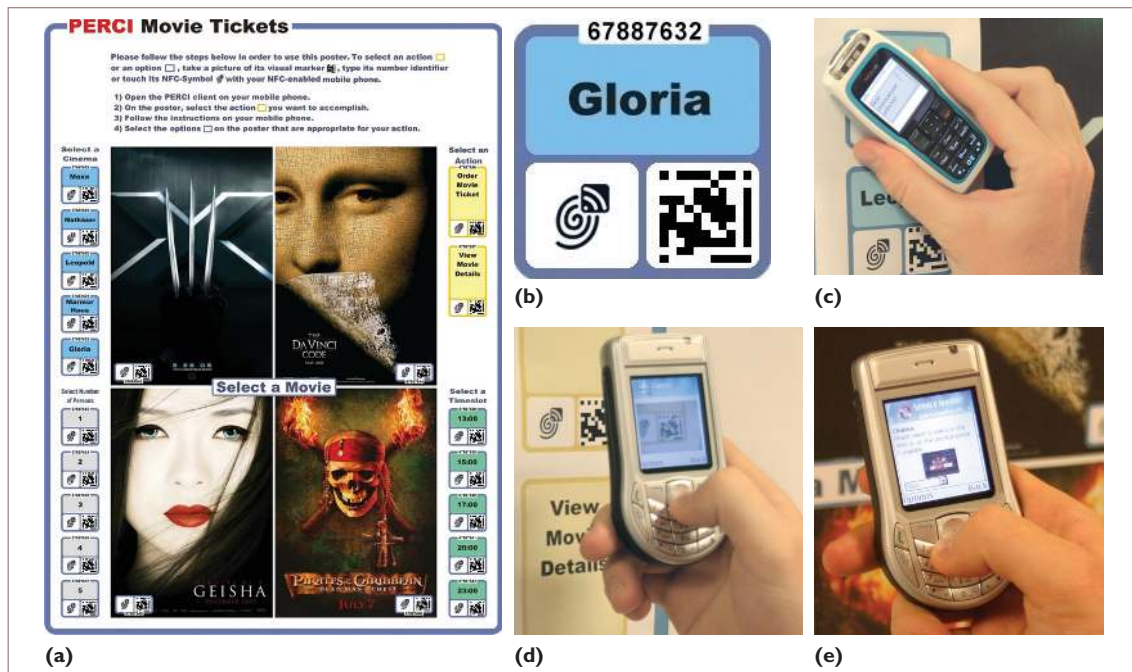 PERCI Movie Tickets
Please follow the steps below in order to use this poster. To select an action
or an option , take a picture of its visual marker , type its number identifier
or touch its NFC-Symbol with your NFC-enabled mobile phone.
1) Open the PERCI client on your mobile phone.
2) On the poster, select the action you want to accomplish.
3) Follow the instructions on your mobile phone.
4) Select the options on the poster that are appropriate for your action.
Select a
Cinema
Leopold
Marmor
Haus
Gloria
Select an
Action
Order
Movie
Ticket
View
Movie
Details
THE
DA VINCI
CODE
Select a Movie
Select Number
of Persons
1
2
3
4
5
GEISHA
PIRATES of the CARIBBEAN
DEAD MAN'S CHEST
JULY 7
Select a
Timeslot
13:00
15:00
17:00
20:00
23:00
(a)
67887632
Gloria
(b)
Leo
(c)
View
Movi
Details
(d)
Options
Back
a M
(e)